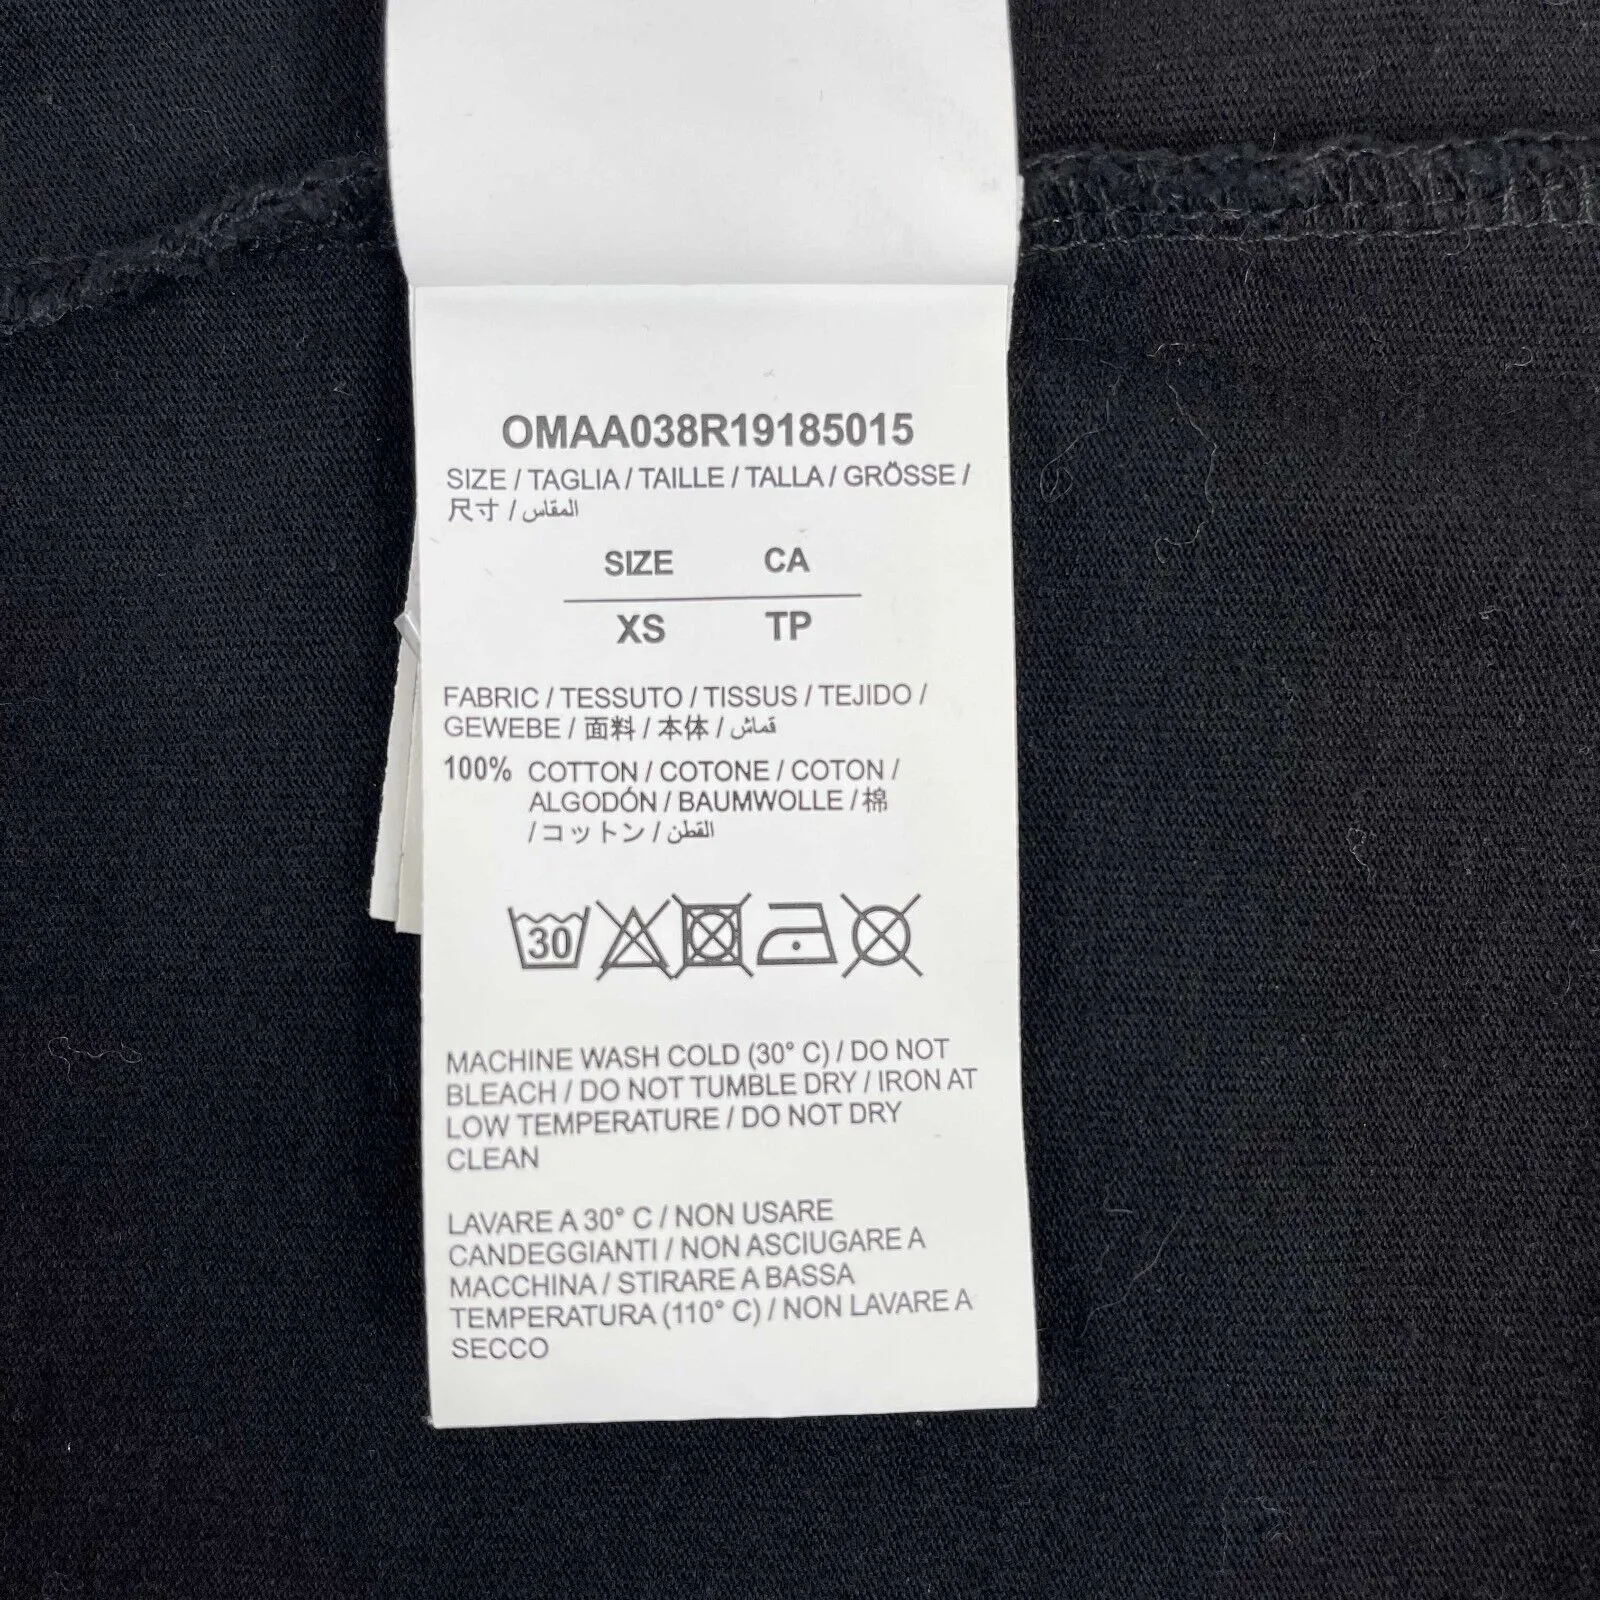 OMAA038R19185015
SIZE / TAGLIA / TAILLE / TALLA / GRÖSSE /
尺寸 / المقاس
SIZE CA
XS TP
FABRIC / TESSUTO / TISSUS / TEJIDO /
GEWEBE / 面料 / 本体 / قماش
100% COTTON / COTONE / COTON /
ALGODÓN / BAUMWOLLE / 棉
/ コットン / القطن
30
MACHINE WASH COLD (30° C) / DO NOT
BLEACH / DO NOT TUMBLE DRY / IRON AT
LOW TEMPERATURE / DO NOT DRY
CLEAN
LAVARE A 30° C / NON USARE
CANDEGGIANTI / NON ASCIUGARE A
MACCHINA / STIRARE A BASSA
TEMPERATURA (110° C) / NON LAVARE A
SECCO